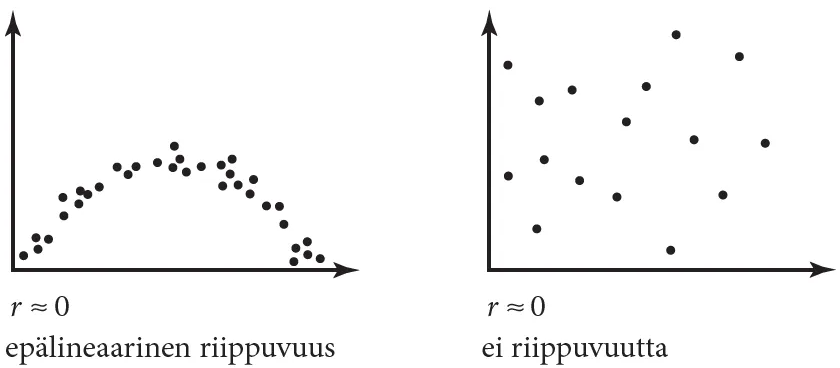 r ≈ 0
epälineaarinen riippuvuus
r ≈ 0
ei riippuvuutta